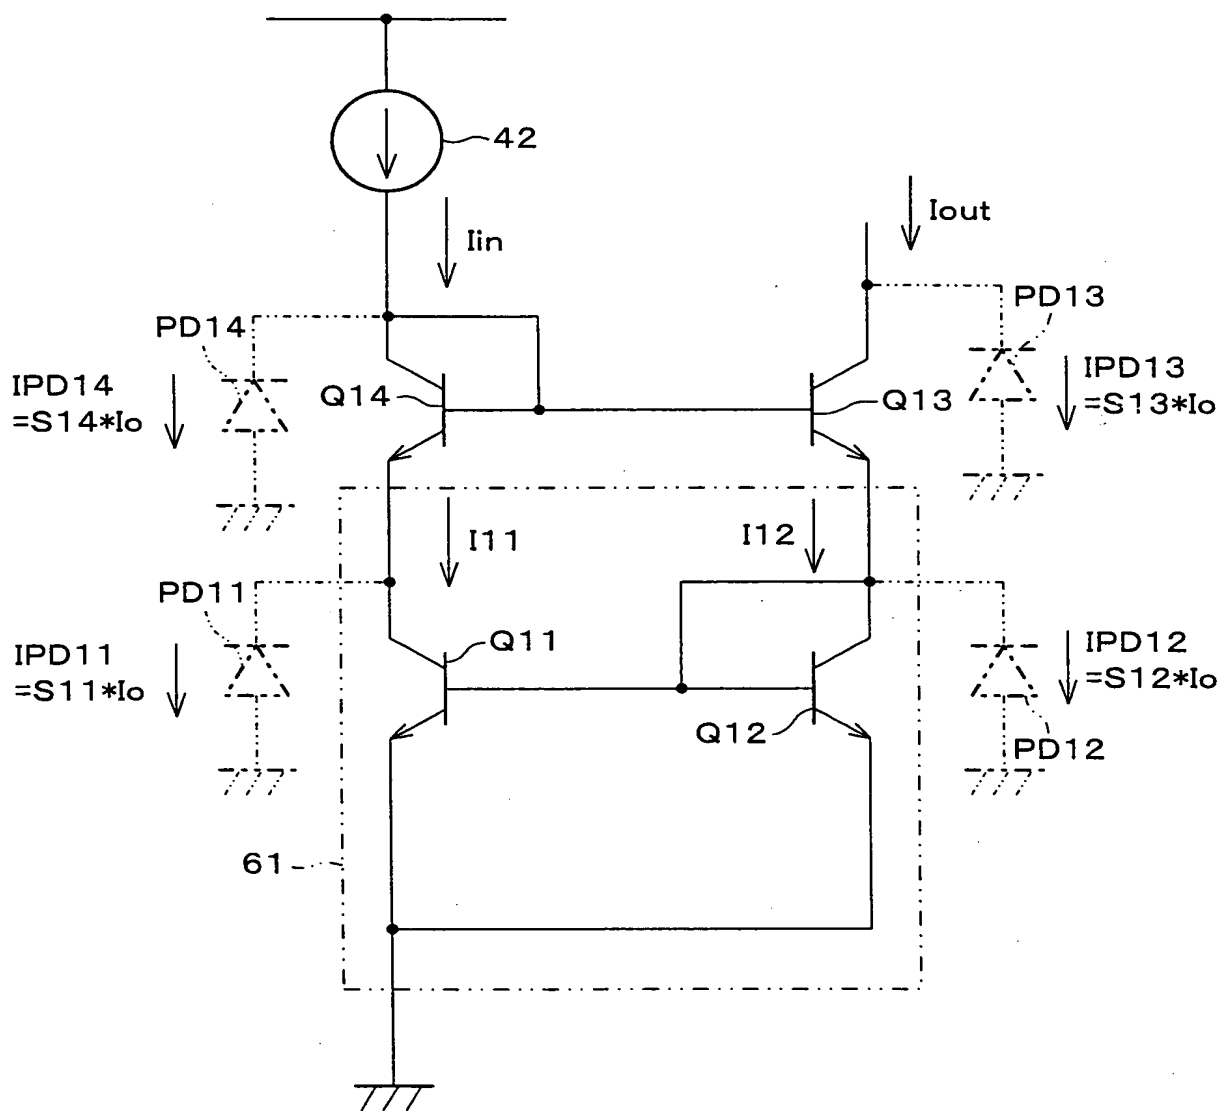 42
Iin
Iout
PD14
PD13
IPD14
=S14*Io
Q14
Q13
IPD13
=S13*Io
I11
I12
PD11
IPD11
=S11*Io
Q11
Q12
IPD12
=S12*Io
PD12
61